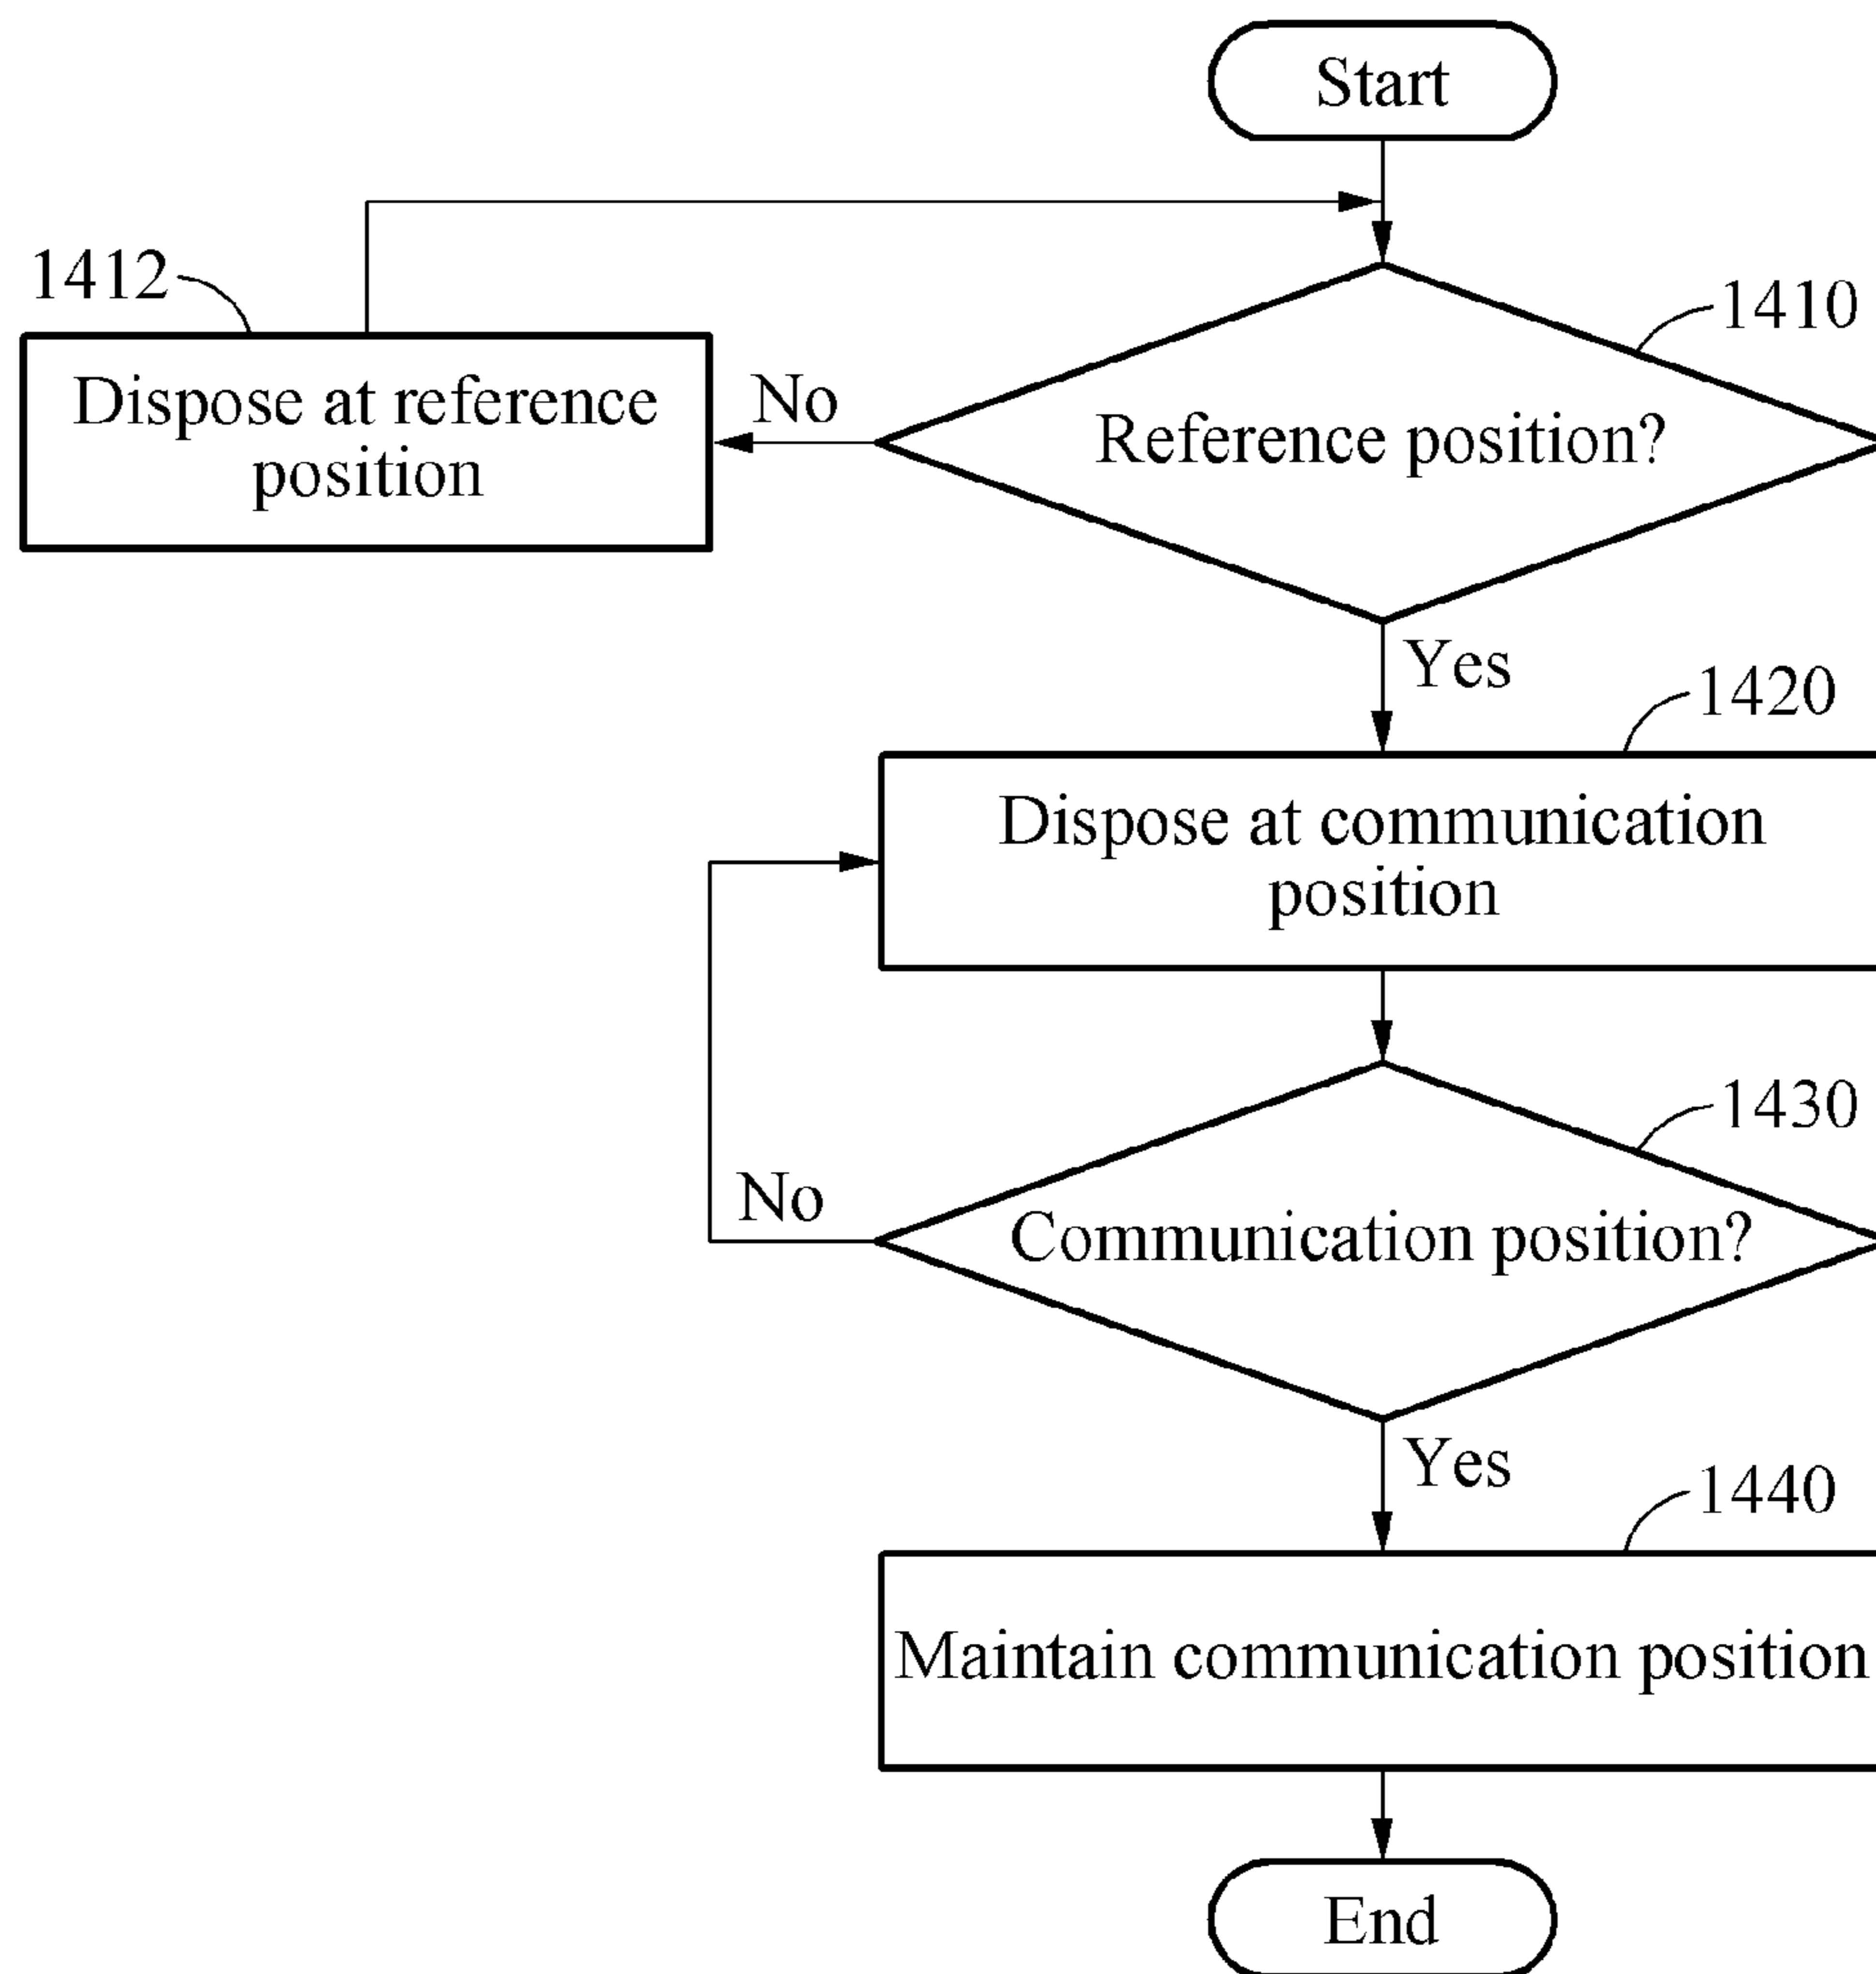 Start
1412
1410
Dispose at reference
position
No
Reference position?
Yes
1420
Dispose at communication
position
1430
No
Communication position?
Yes
1440
Maintain communication position
End